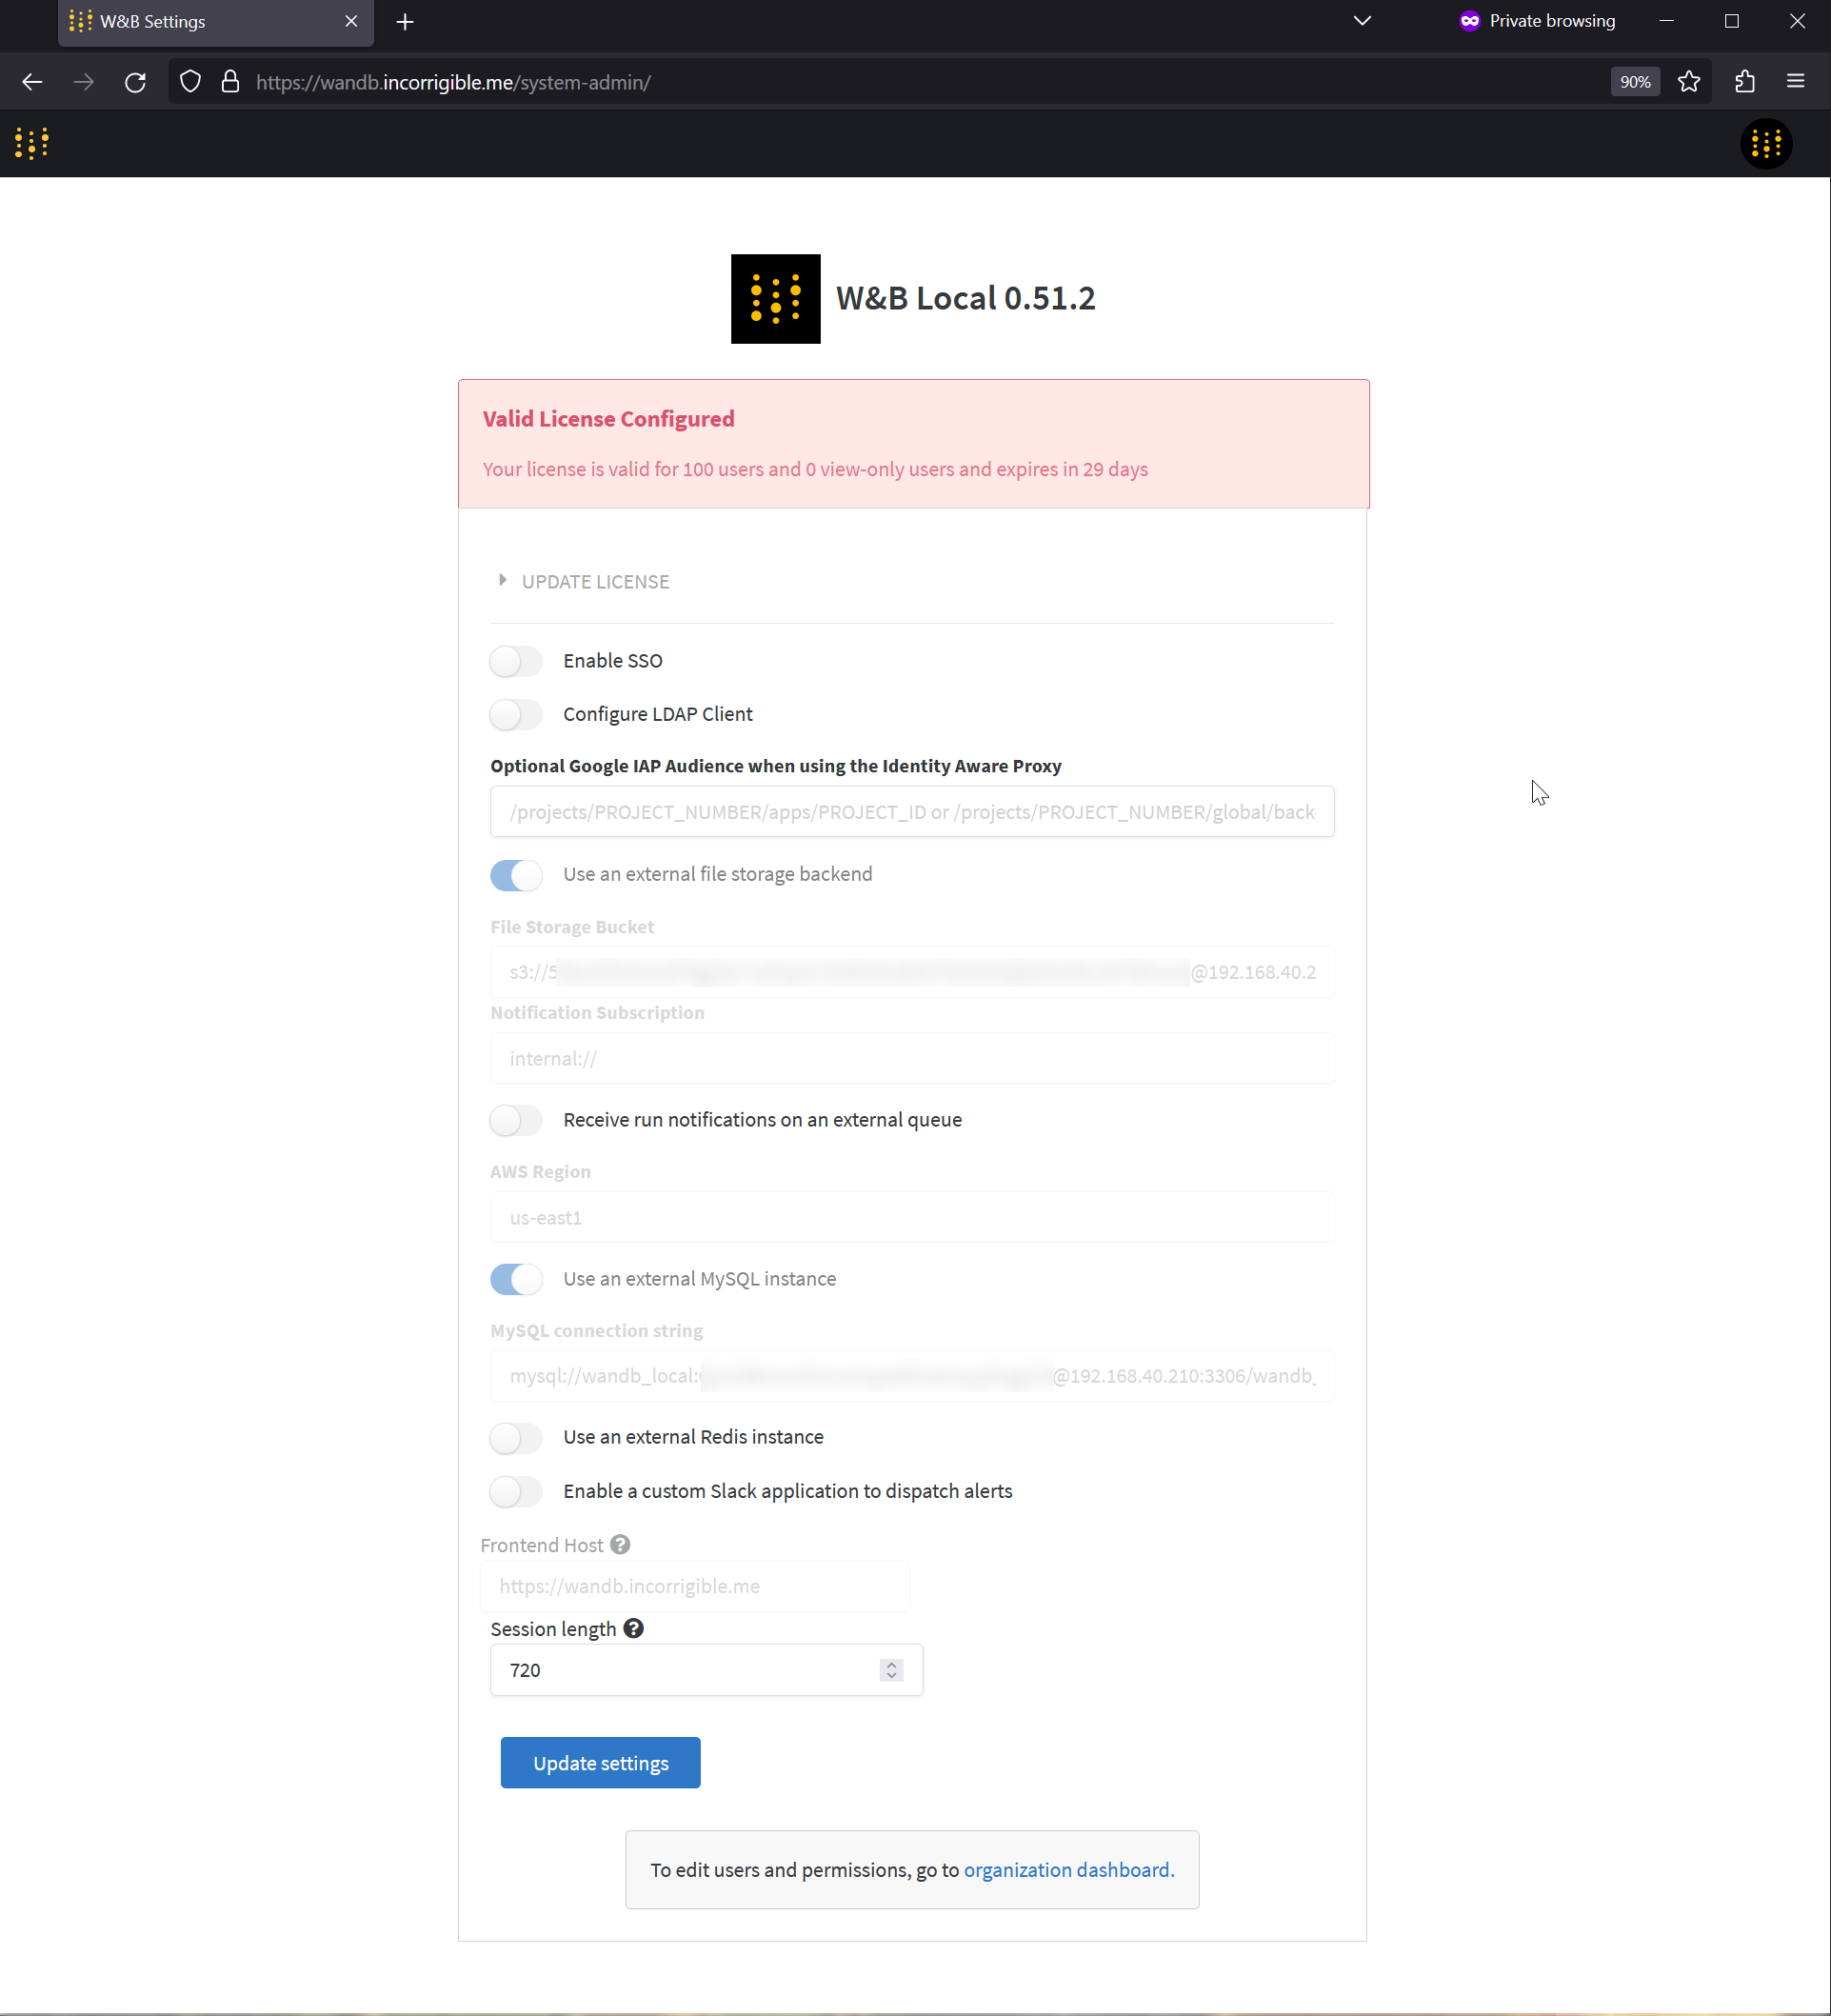 W&B Settings
Private browsing
https://wandb.incorrigible.me/system-admin/
90%
W&B Local 0.51.2
Valid License Configured
Your license is valid for 100 users and 0 view-only users and expires in 29 days
UPDATE LICENSE
Enable SSO
Configure LDAP Client
Optional Google IAP Audience when using the Identity Aware Proxy
/projects/PROJECT_NUMBER/apps/PROJECT_ID or /projects/PROJECT_NUMBER/global/back
Use an external file storage backend
File Storage Bucket
s3://5 @192.168.40.2
Notification Subscription
internal://
Receive run notifications on an external queue
AWS Region
us-east1
Use an external MySQL instance
MySQL connection string
mysql://wandb_local: @192.168.40.210:3306/wandb_
Use an external Redis instance
Enable a custom Slack application to dispatch alerts
Frontend Host ?
https://wandb.incorrigible.me
Session length ?
720
Update settings
To edit users and permissions, go to organization dashboard.